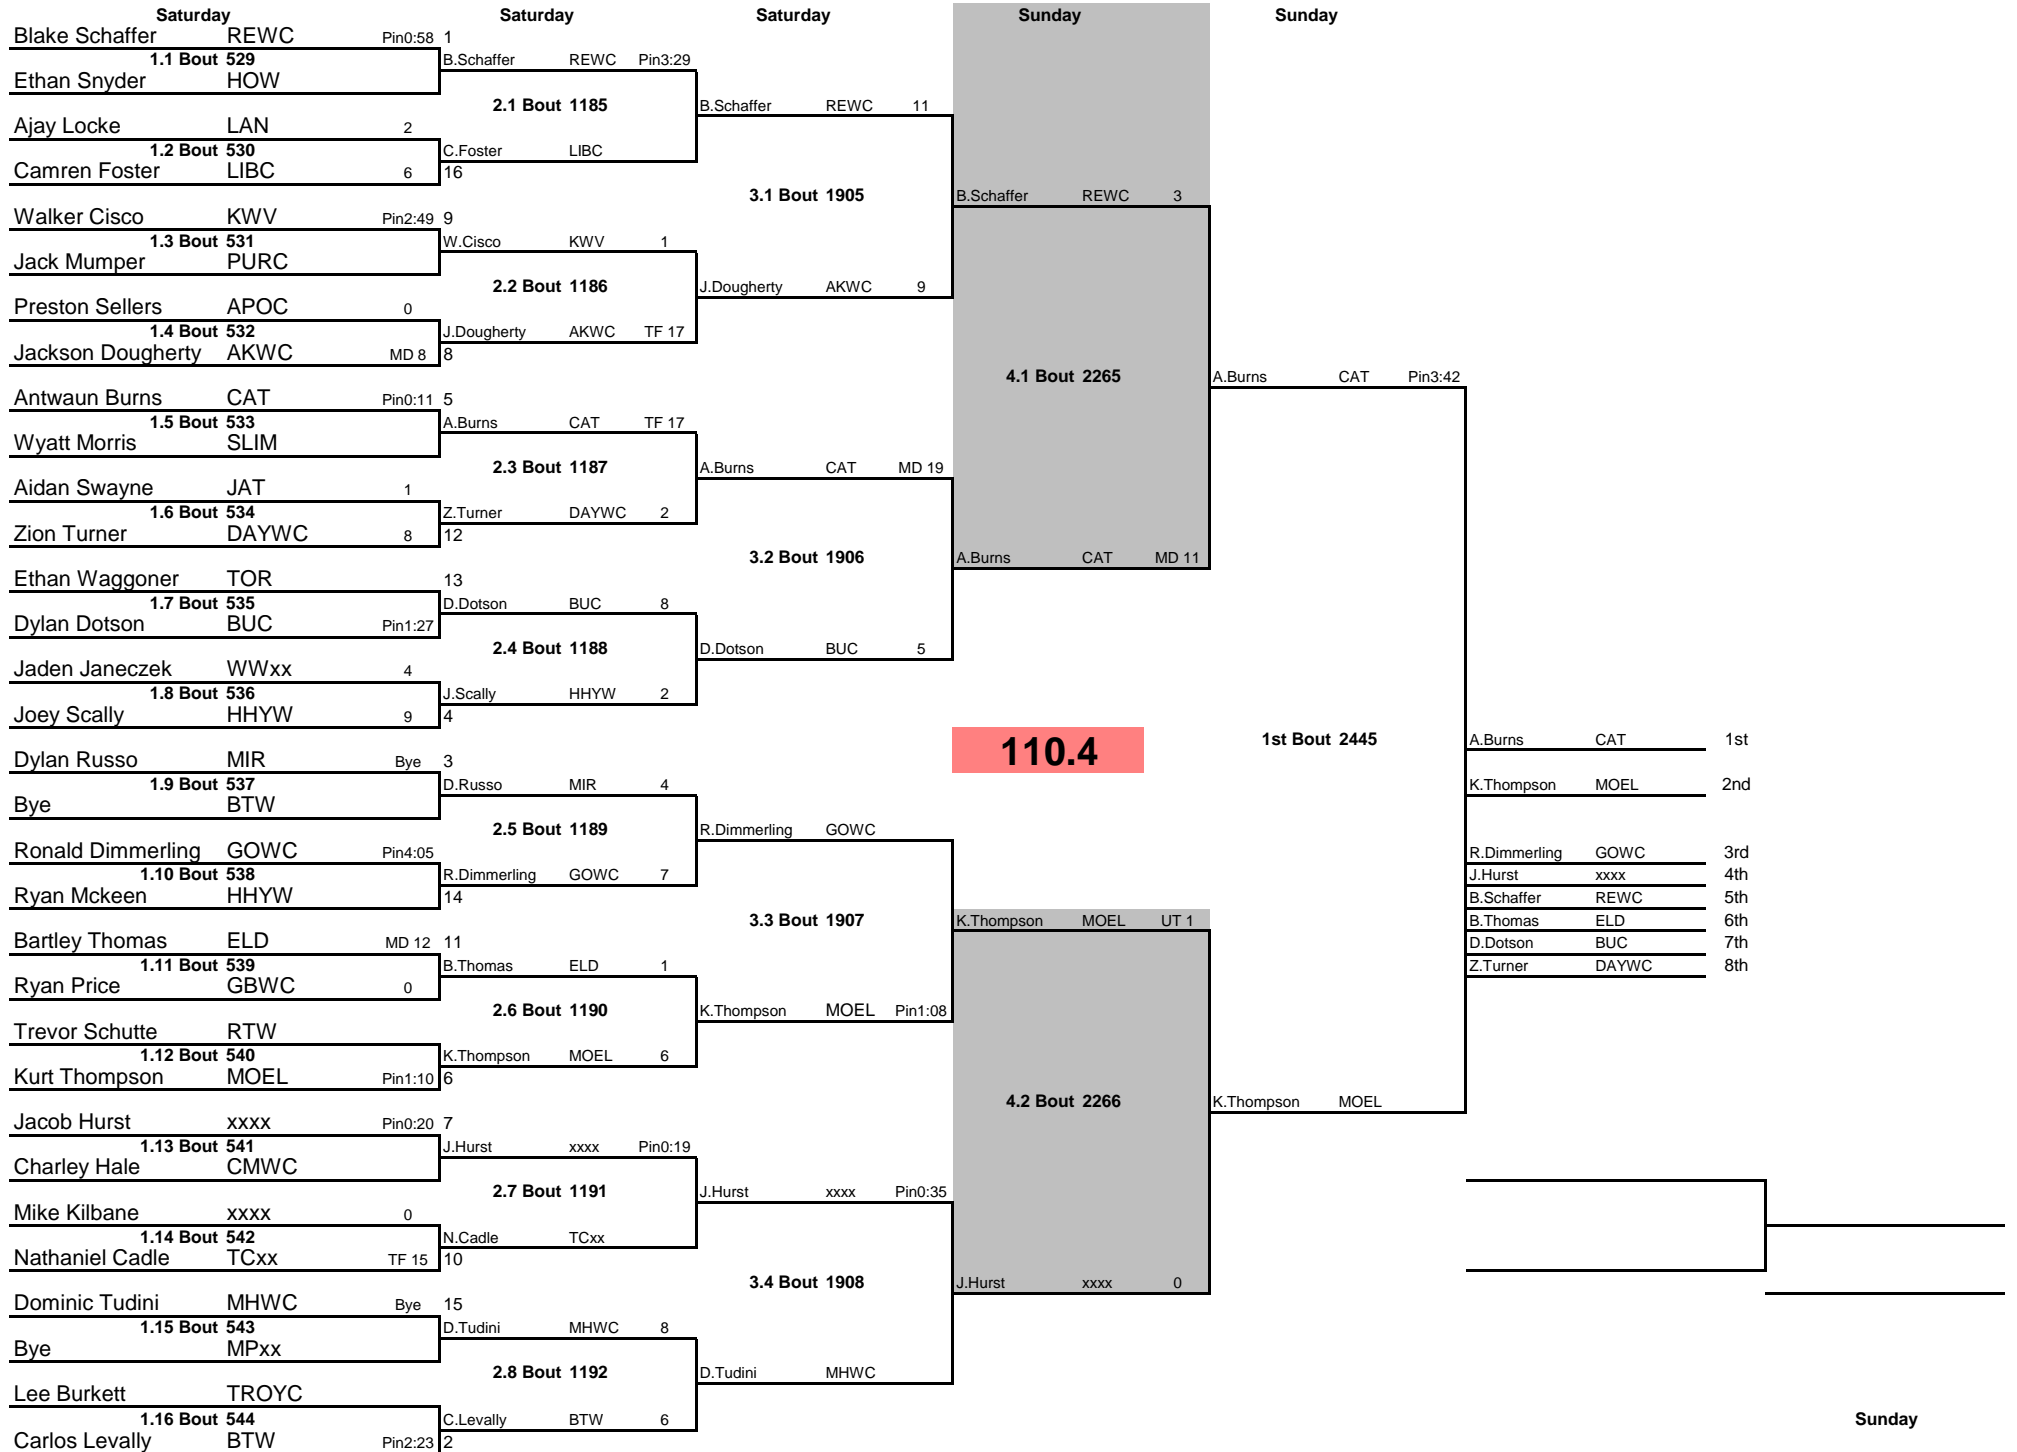 Saturday Saturday Saturday Sunday Sunday
Blake Schaffer REWC Pin0:58 1
1.1 Bout 529
Ethan Snyder HOW
B.Schaffer REWC Pin3:29
2.1 Bout 1185
Ajay Locke LAN 2
1.2 Bout 530
Camren Foster LIBC 6
C.Foster LIBC
16
B.Schaffer REWC 11
3.1 Bout 1905
Walker Cisco KWV Pin2:49 9
1.3 Bout 531
Jack Mumper PURC
W.Cisco KWV 1
2.2 Bout 1186
Preston Sellers APOC 0
1.4 Bout 532
Jackson Dougherty AKWC MD 8
J.Dougherty AKWC TF 17
8
J.Dougherty AKWC 9
B.Schaffer REWC 3
4.1 Bout 2265
Antwaun Burns CAT Pin0:11 5
1.5 Bout 533
Wyatt Morris SLIM
A.Burns CAT TF 17
2.3 Bout 1187
Aidan Swayne JAT 1
1.6 Bout 534
Zion Turner DAYWC 8
Z.Turner DAYWC 2
12
A.Burns CAT MD 19
3.2 Bout 1906
Ethan Waggoner TOR 13
1.7 Bout 535
Dylan Dotson BUC Pin1:27
D.Dotson BUC 8
2.4 Bout 1188
Jaden Janeczek WWxx 4
1.8 Bout 536
Joey Scally HHYW 9
J.Scally HHYW 2
4
D.Dotson BUC 5
A.Burns CAT MD 11
A.Burns CAT Pin3:42
110.4
1st Bout 2445
Dylan Russo MIR Bye 3
1.9 Bout 537
Bye BTW
D.Russo MIR 4
2.5 Bout 1189
Ronald Dimmerling GOWC Pin4:05
1.10 Bout 538
Ryan Mckeen HHYW
R.Dimmerling GOWC 7
14
R.Dimmerling GOWC
3.3 Bout 1907
Bartley Thomas ELD MD 12 11
1.11 Bout 539
Ryan Price GBWC 0
B.Thomas ELD 1
2.6 Bout 1190
Trevor Schutte RTW
1.12 Bout 540
Kurt Thompson MOEL Pin1:10
K.Thompson MOEL 6
6
K.Thompson MOEL Pin1:08
K.Thompson MOEL UT 1
4.2 Bout 2266
Jacob Hurst xxxx Pin0:20 7
1.13 Bout 541
Charley Hale CMWC
J.Hurst xxxx Pin0:19
2.7 Bout 1191
Mike Kilbane xxxx 0
1.14 Bout 542
Nathaniel Cadle TCxx TF 15
N.Cadle TCxx
10
J.Hurst xxxx Pin0:35
3.4 Bout 1908
Dominic Tudini MHWC Bye 15
1.15 Bout 543
Bye MPxx
D.Tudini MHWC 8
2.8 Bout 1192
Lee Burkett TROYC
1.16 Bout 544
Carlos Levally BTW Pin2:23
C.Levally BTW 6
2
D.Tudini MHWC
J.Hurst xxxx 0
K.Thompson MOEL
A.Burns CAT 1st
K.Thompson MOEL 2nd
R.Dimmerling GOWC 3rd
J.Hurst xxxx 4th
B.Schaffer REWC 5th
B.Thomas ELD 6th
D.Dotson BUC 7th
Z.Turner DAYWC 8th
Sunday